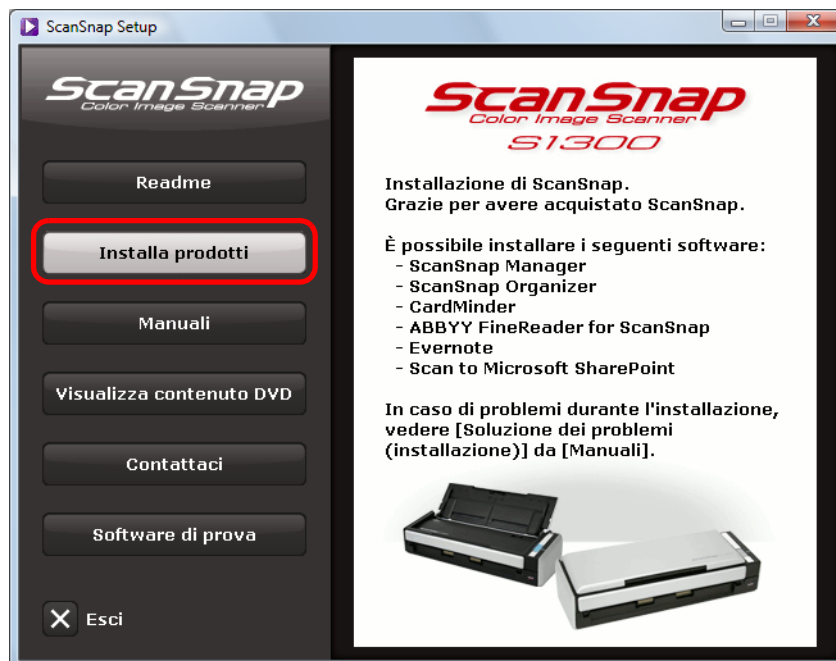 ScanSnap Setup
ScanSnap
Color Image Scanner
Readme
Installa prodotti
Manuali
Visualizza contenuto DVD
Contattaci
Software di prova
Esci
ScanSnap
Color Image Scanner
S1300
Installazione di ScanSnap.
Grazie per avere acquistato ScanSnap.
È possibile installare i seguenti software:
- ScanSnap Manager
- ScanSnap Organizer
- CardMinder
- ABBYY FineReader for ScanSnap
- Evernote
- Scan to Microsoft SharePoint
In caso di problemi durante l'installazione,
vedere [Soluzione dei problemi
(installazione)] da [Manuali].